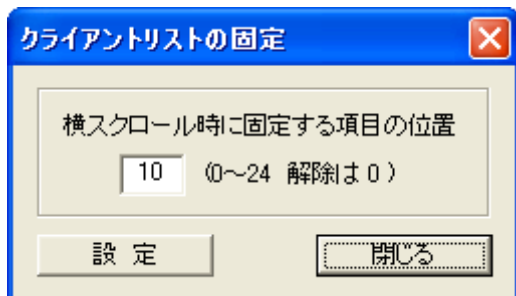 クライアントリストの固定
横スクロール時に固定する項目の位置
10 (0～24 解除は0)
設 定 閉じる